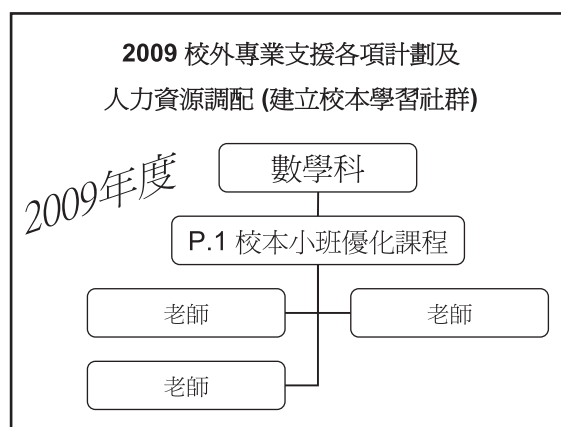 2009 校外專業支援各項計劃及
人力資源調配 (建立校本學習社群)
2009年度
數學科
P.1 校本小班優化課程
老師
老師
老師